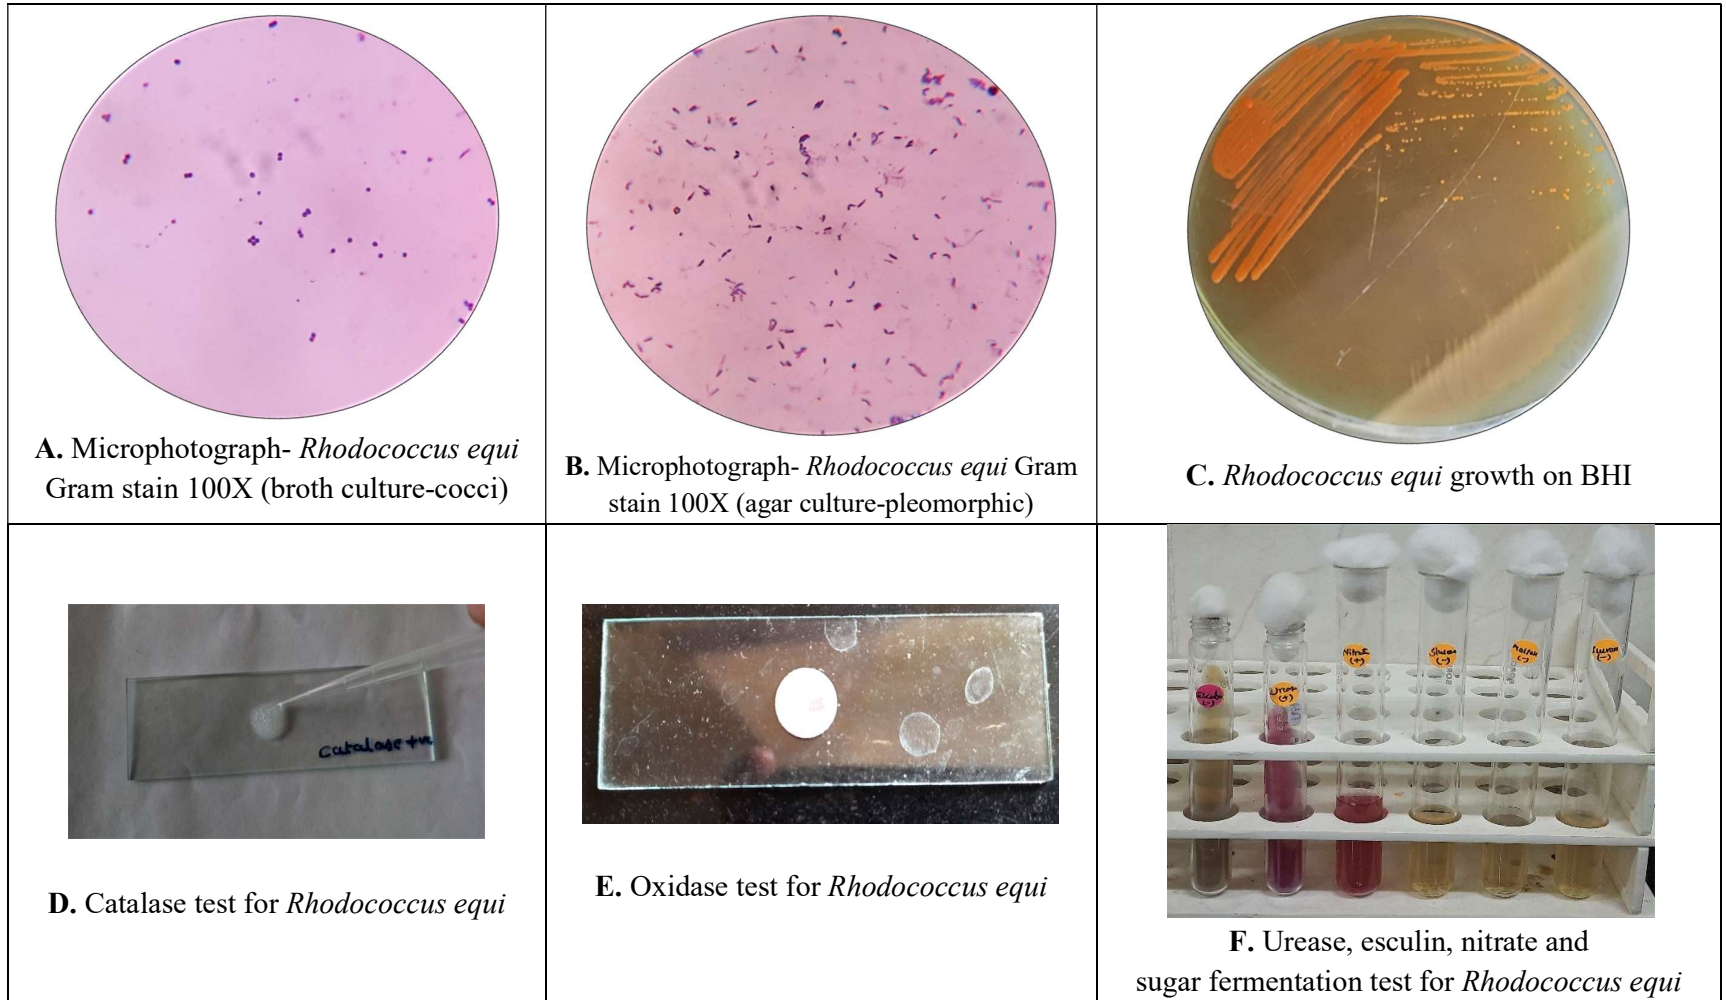 A. Microphotograph- Rhodococcus equi
Gram stain 100X (broth culture-cocci)
B. Microphotograph- Rhodococcus equi Gram
stain 100X (agar culture-pleomorphic)
C. Rhodococcus equi growth on BHI
catalase +ve
D. Catalase test for Rhodococcus equi
E. Oxidase test for Rhodococcus equi
Nitrate
(+)
(-)
(-)
(-)
(-)
(+)
F. Urease, esculin, nitrate and
sugar fermentation test for Rhodococcus equi